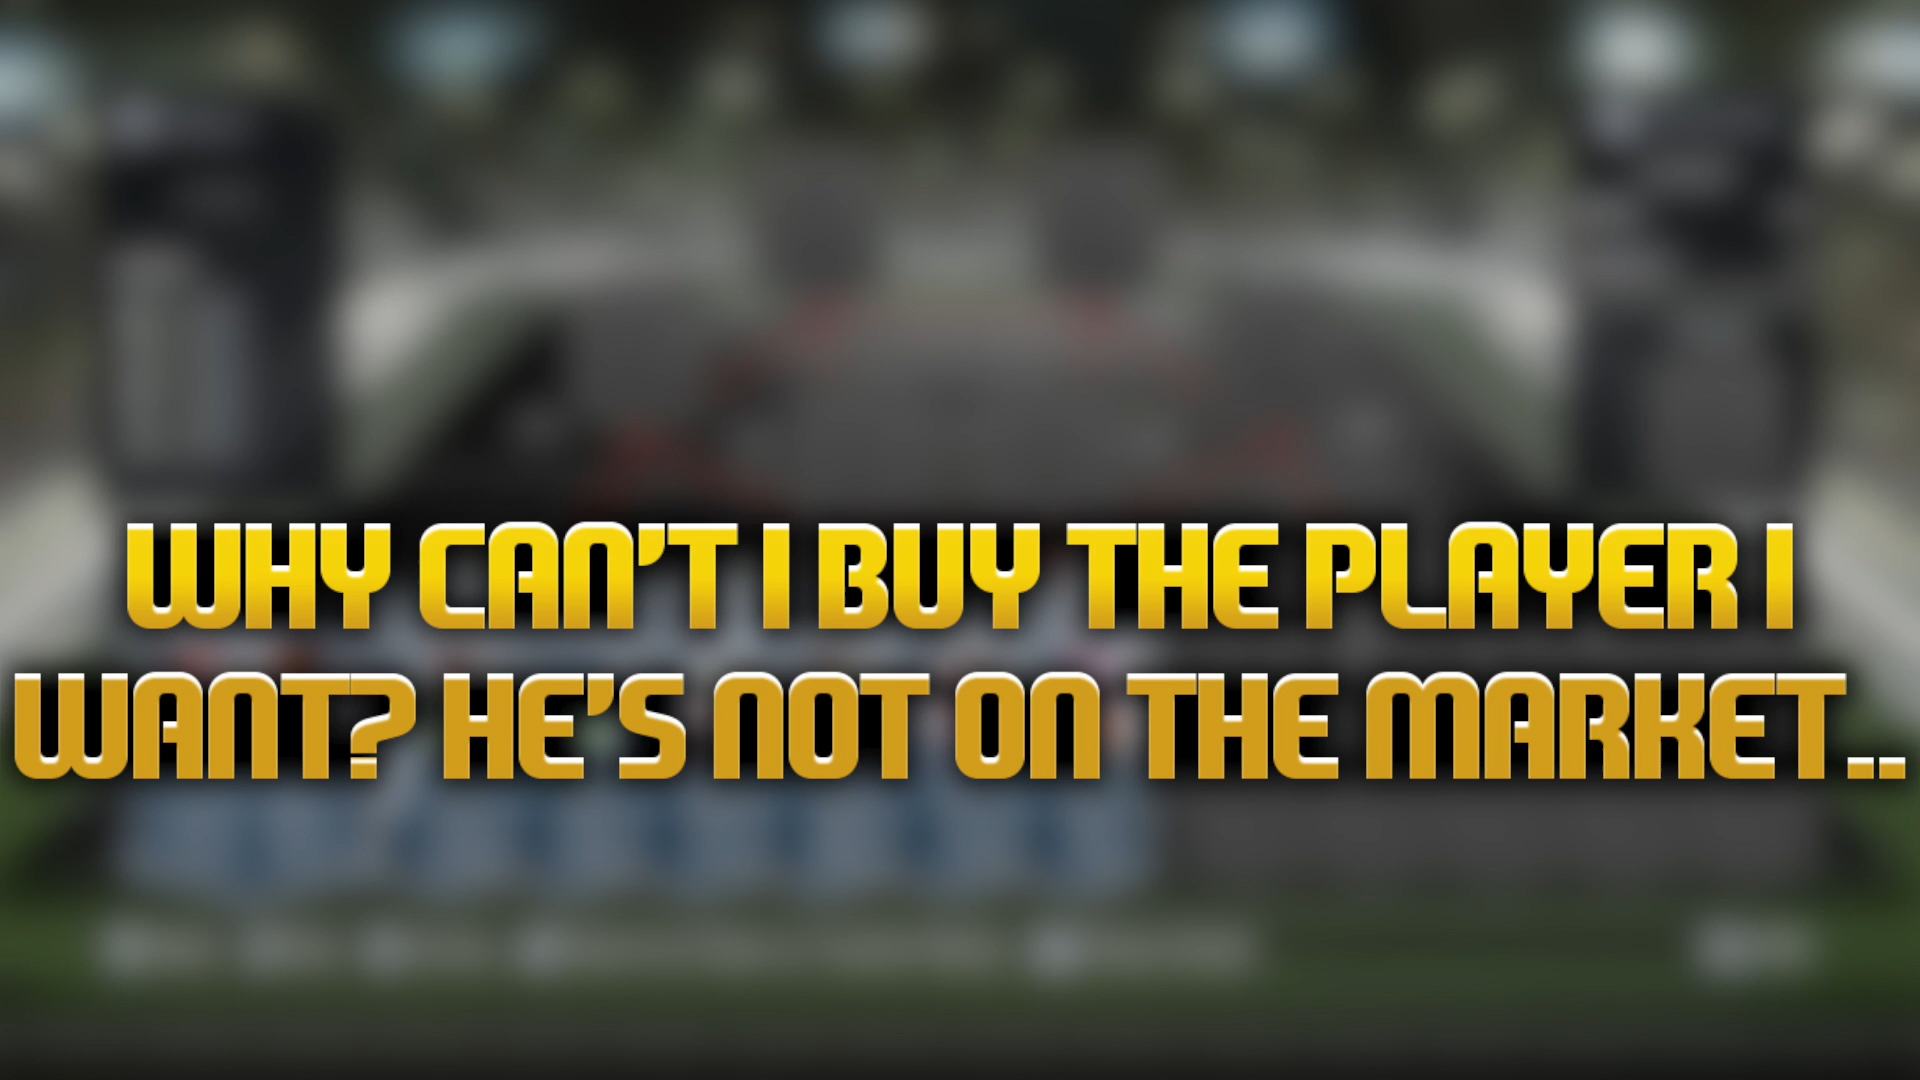 WHY CAN'T I BUY THE PLAYER I
WANT? HE'S NOT ON THE MARKET..